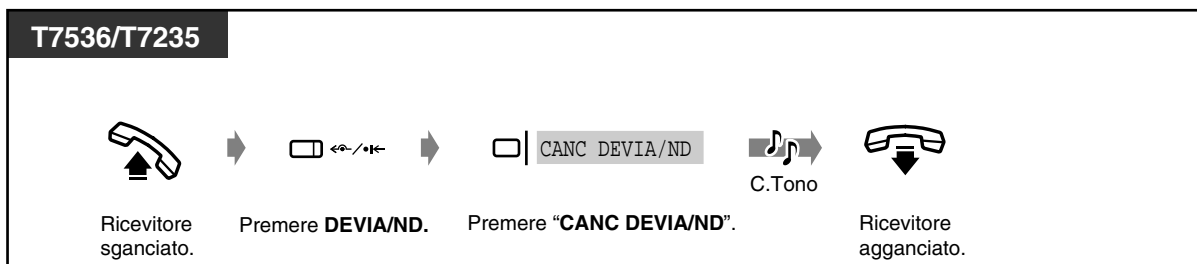 T7536/T7235
CANC DEVIA/ND
C.Tono
Ricevitore
sganciato.
Premere DEVIA/ND.
Premere “CANC DEVIA/ND”.
Ricevitore
agganciato.